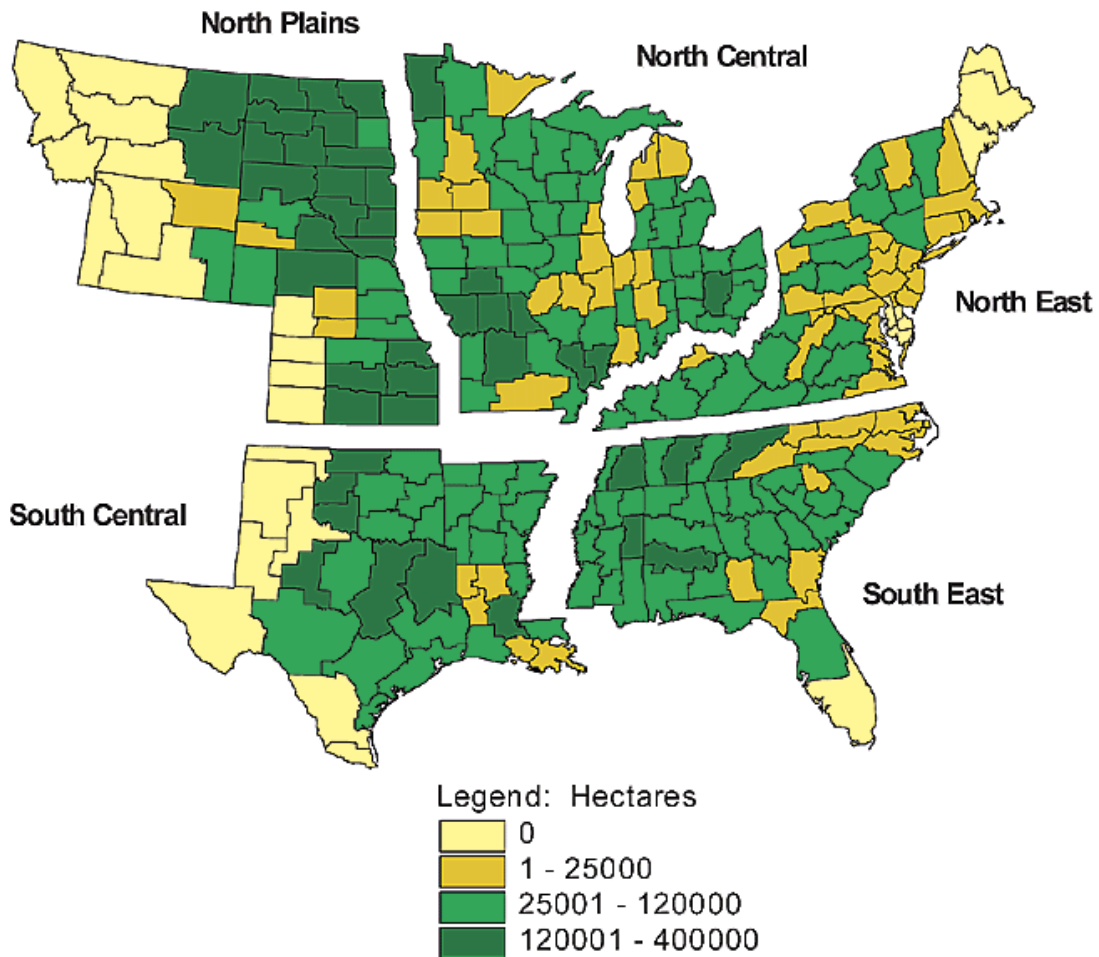 North Plains
North Central
North East
South Central
South East
Legend: Hectares
0
1 - 25000
25001 - 120000
120001 - 400000